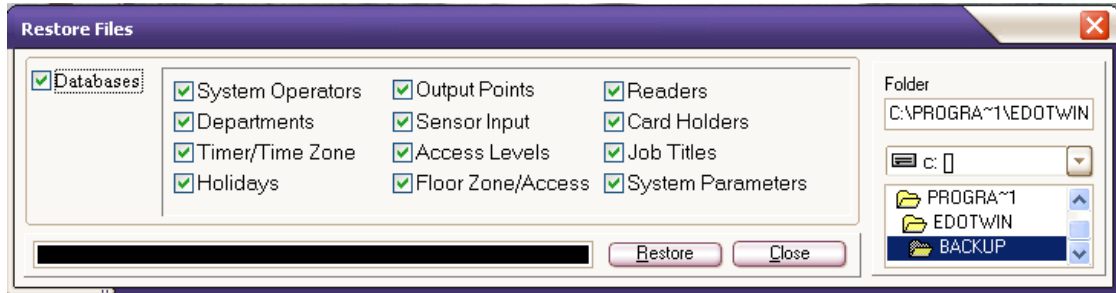 Restore Files
Databases
System Operators
Output Points
Readers
Departments
Sensor Input
Card Holders
Timer/Time Zone
Access Levels
Job Titles
Holidays
Floor Zone/Access
System Parameters
Folder
C:\PROGRA~1\EDOTWIN
c: []
PROGRA~1
EDOTWIN
BACKUP
Restore
Close